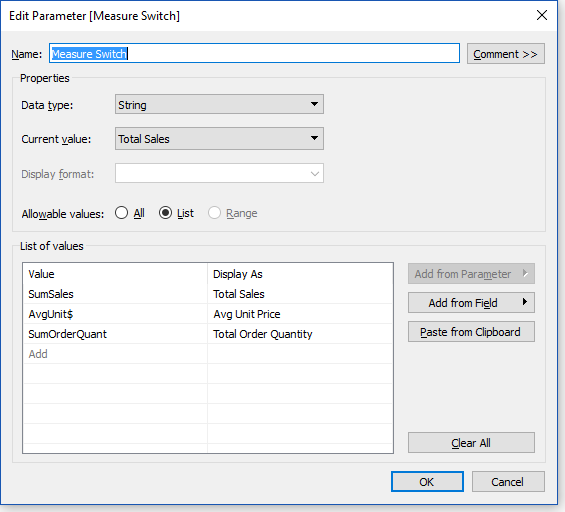 Edit Parameter [Measure Switch]
Name: Measure Switch Comment >>
Properties
Data type: String
Current value: Total Sales
Display format:
Allowable values: All List Range
List of values
Value Display As
Add from Parameter
SumSales Total Sales
Add from Field
AvgUnit$ Avg Unit Price
SumOrderQuant Total Order Quantity
Paste from Clipboard
Add
Clear All
OK Cancel